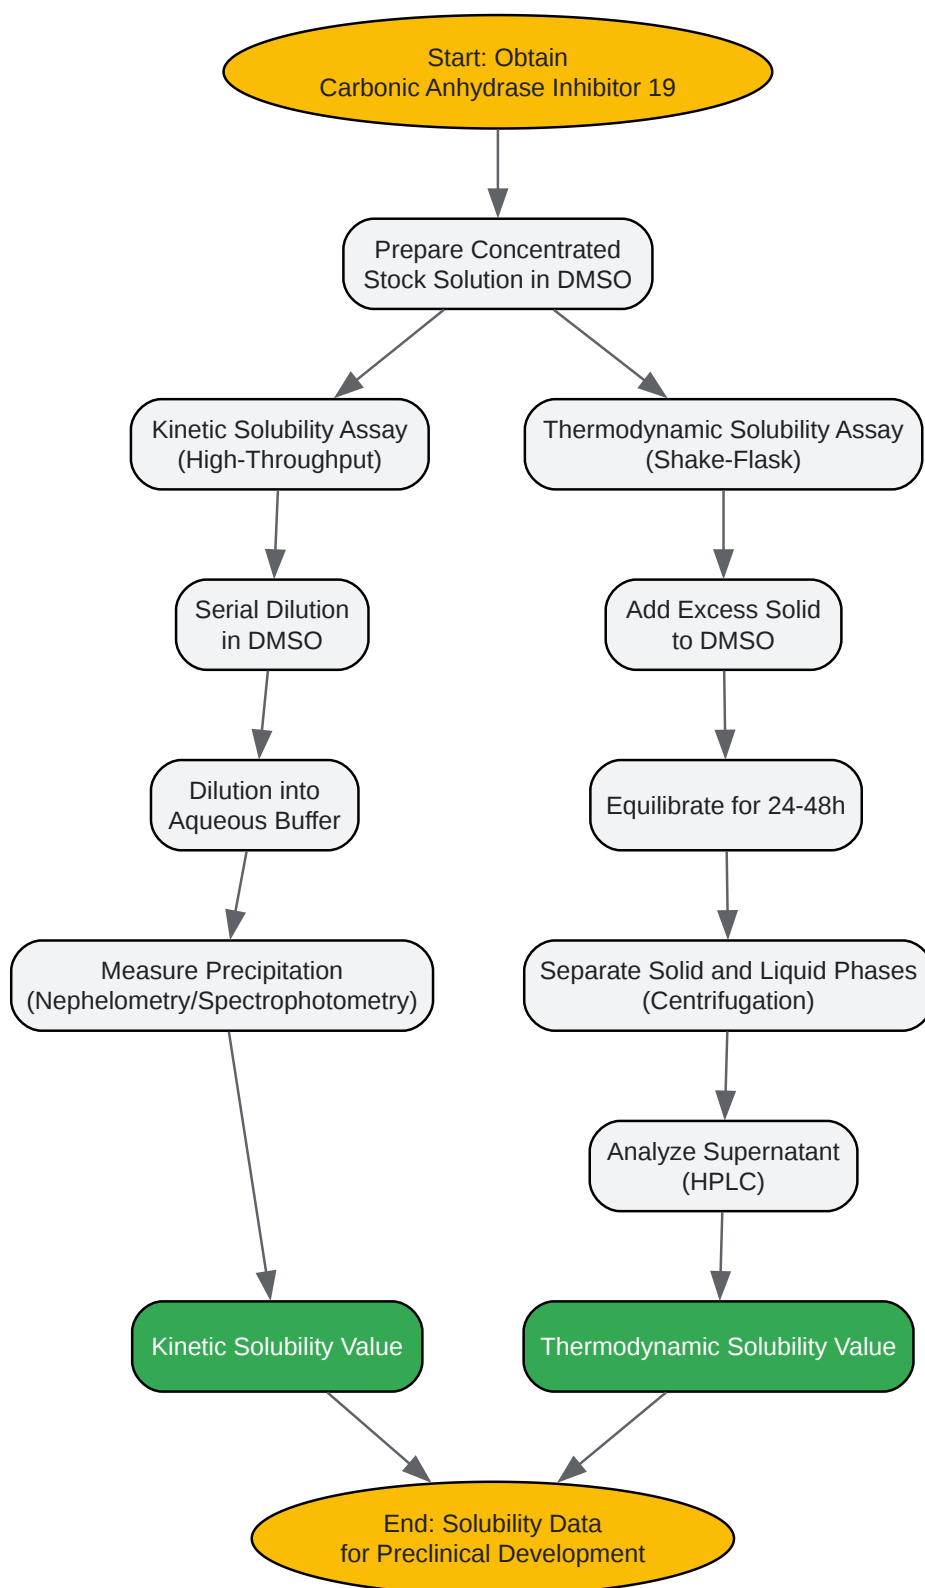 Start: Obtain
Carbonic Anhydrase Inhibitor 19
Prepare Concentrated
Stock Solution in DMSO
Kinetic Solubility Assay
(High-Throughput)
Thermodynamic Solubility Assay
(Shake-Flask)
Serial Dilution
in DMSO
Add Excess Solid
to DMSO
Dilution into
Aqueous Buffer
Equilibrate for 24-48h
Measure Precipitation
(Nephelometry/Spectrophotometry)
Separate Solid and Liquid Phases
(Centrifugation)
Analyze Supernatant
(HPLC)
Kinetic Solubility Value
Thermodynamic Solubility Value
End: Solubility Data
for Preclinical Development